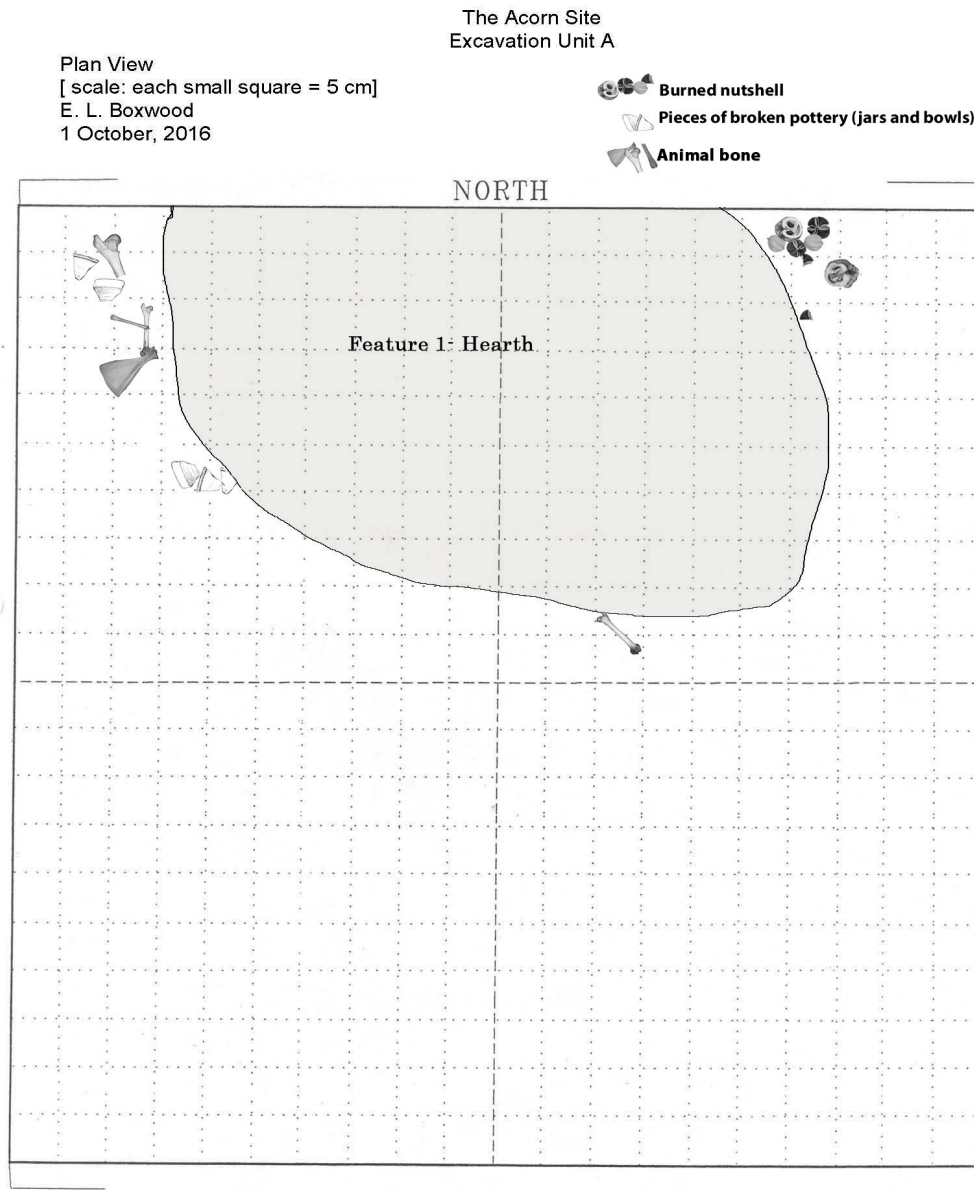 The Acorn Site
Excavation Unit A
Plan View
[ scale: each small square = 5 cm]
E. L. Boxwood
1 October, 2016
Burned nutshell
Pieces of broken pottery (jars and bowls)
Animal bone
NORTH
Feature 1- Hearth